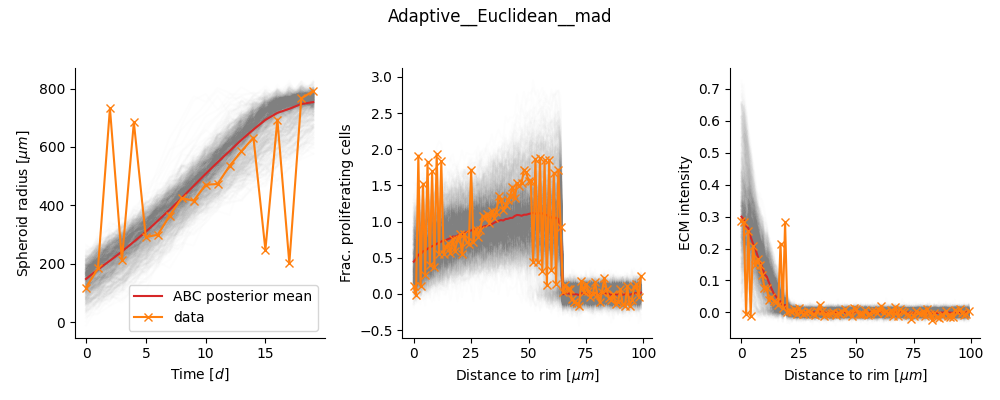 Adaptive__Euclidean__mad
Spheroid radius [μm]
800
600
400
200
0
0 5 10 15
Time [d]
ABC posterior mean
data
Frac. proliferating cells
3.0
2.5
2.0
1.5
1.0
0.5
0.0
−0.5
0 25 50 75 100
Distance to rim [μm]
ECM intensity
0.7
0.6
0.5
0.4
0.3
0.2
0.1
0.0
0 25 50 75 100
Distance to rim [μm]